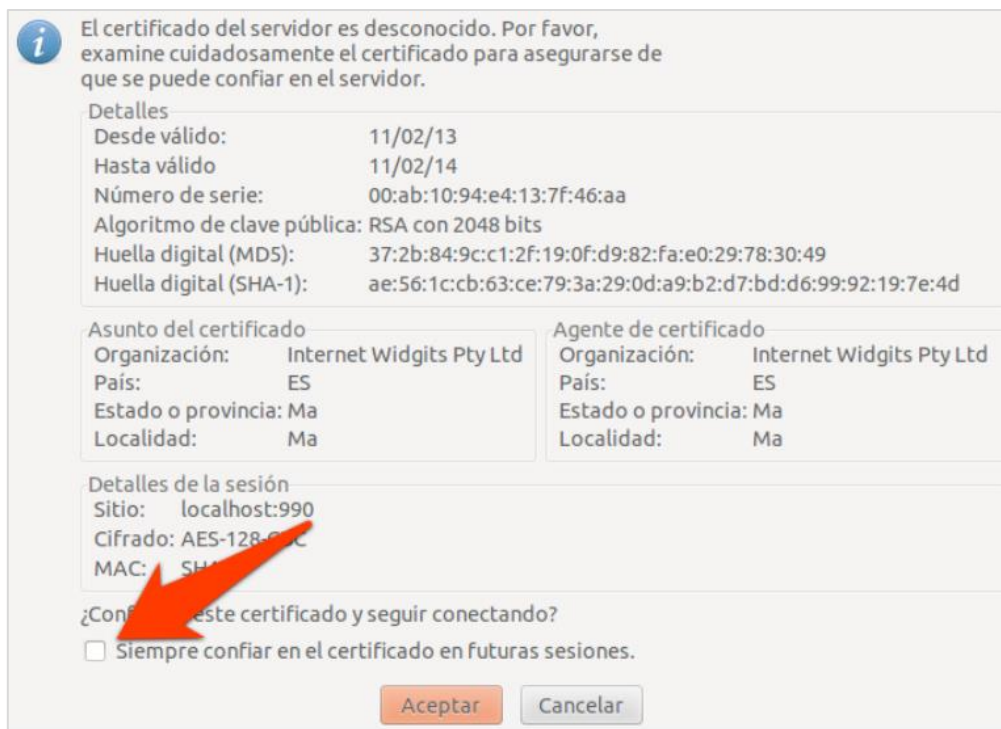 El certificado del servidor es desconocido. Por favor,
examine cuidadosamente el certificado para asegurarse de
que se puede confiar en el servidor.
Detalles
Desde válido: 11/02/13
Hasta válido 11/02/14
Número de serie: 00:ab:10:94:e4:13:7f:46:aa
Algoritmo de clave pública: RSA con 2048 bits
Huella digital (MD5): 37:2b:84:9c:c1:2f:19:0f:d9:82:fa:e0:29:78:30:49
Huella digital (SHA-1): ae:56:1c:cb:63:ce:79:3a:29:0d:a9:b2:d7:bd:d6:99:92:19:7e:4d
Asunto del certificado
Organización: Internet Widgits Pty Ltd
País: ES
Estado o provincia: Ma
Localidad: Ma
Agente de certificado
Organización: Internet Widgits Pty Ltd
País: ES
Estado o provincia: Ma
Localidad: Ma
Detalles de la sesión
Sitio: localhost:990
Cifrado: AES-128-
MAC:
este certificado y seguir conectando?
Siempre confiar en el certificado en futuras sesiones.
Aceptar
Cancelar